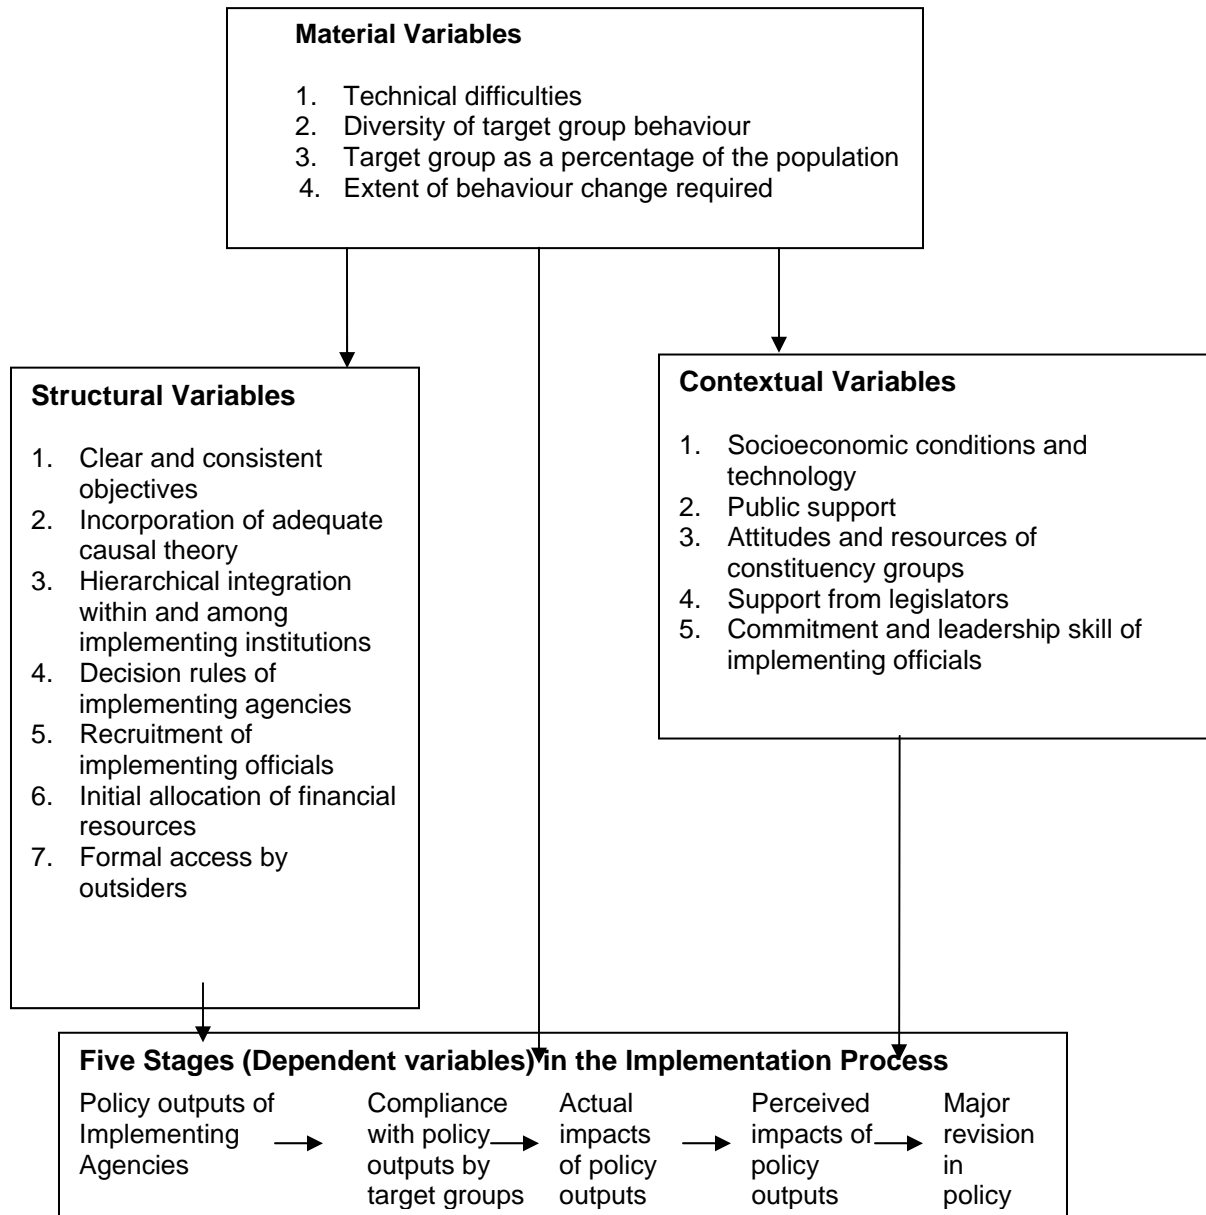 Material Variables
1. Technical difficulties
2. Diversity of target group behaviour
3. Target group as a percentage of the population
4. Extent of behaviour change required
Structural Variables
1. Clear and consistent
objectives
2. Incorporation of adequate
causal theory
3. Hierarchical integration
within and among
implementing institutions
4. Decision rules of
implementing agencies
5. Recruitment of
implementing officials
6. Initial allocation of financial
resources
7. Formal access by
outsiders
Contextual Variables
1. Socioeconomic conditions and
technology
2. Public support
3. Attitudes and resources of
constituency groups
4. Support from legislators
5. Commitment and leadership skill of
implementing officials
Five Stages (Dependent variables) in the Implementation Process
Policy outputs of
Implementing
Agencies
Compliance
with policy
outputs by
target groups
Actual
impacts
of policy
outputs
Perceived
impacts of
policy
outputs
Major
revision
in
policy